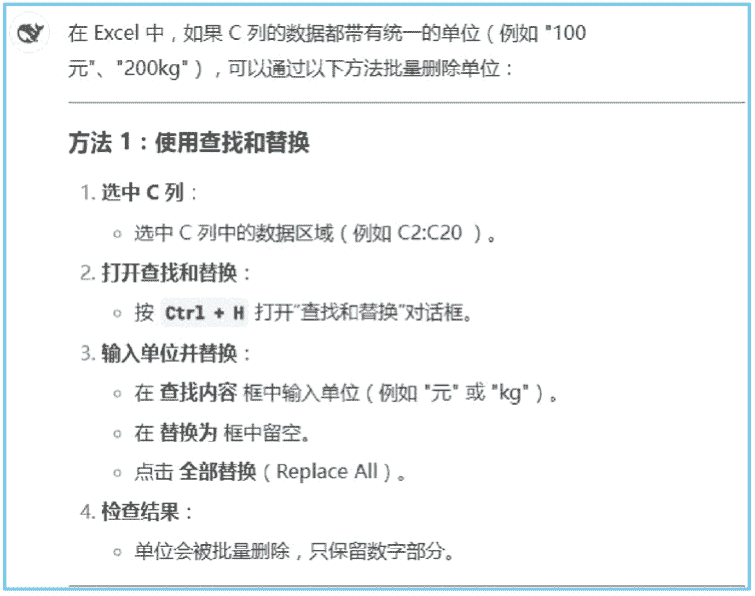 在 Excel 中，如果 C 列的数据都带有统一的单位（例如 "100
元"、"200kg"），可以通过以下方法批量删除单位：
方法 1：使用查找和替换
1. 选中 C 列：
○ 选中 C 列中的数据区域（例如 C2:C20 ）。
2. 打开查找和替换：
○ 按 Ctrl + H 打开"查找和替换"对话框。
3. 输入单位并替换：
○ 在 查找内容 框中输入单位（例如 "元" 或 "kg"）。
○ 在 替换为 框中留空。
○ 点击 全部替换（Replace All）。
4. 检查结果：
○ 单位会被批量删除，只保留数字部分。